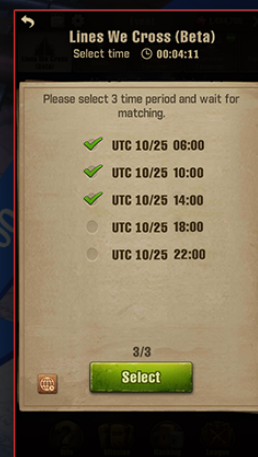 Lines We Cross (Beta)
Select time 00:04:11
Please select 3 time period and wait for
matching.
UTC 10/25 06:00
UTC 10/25 10:00
UTC 10/25 14:00
UTC 10/25 18:00
UTC 10/25 22:00
3/3
Select